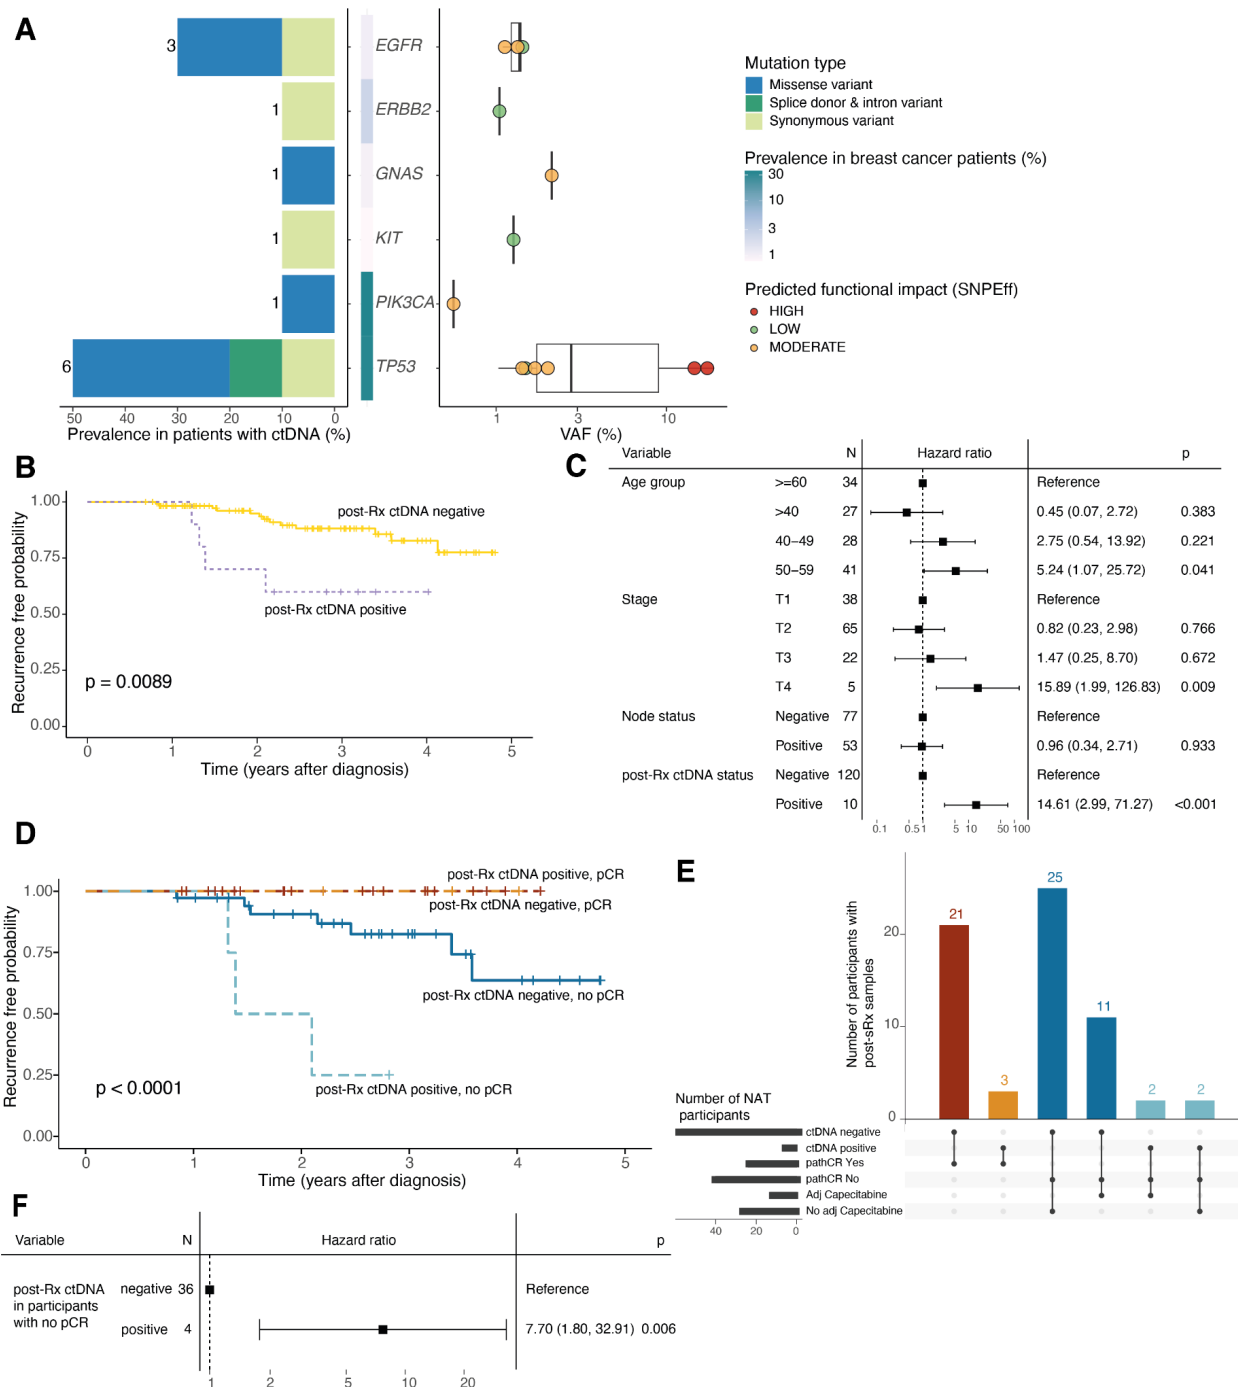 A
3
1
1
1
1
6
EGFR
ERBB2
GNAS
KIT
PIK3CA
TP53
50 40 30 20 10 0
Prevalence in patients with ctDNA (%)
1 3 10
VAF (%)
Mutation type
Missense variant
Splice donor & intron variant
Synonymous variant
Prevalence in breast cancer patients (%)
30
10
3
1
Predicted functional impact (SNPEff)
HIGH
LOW
MODERATE
B
Recurrence free probability
1.00
0.75
0.50
0.25
0.00
post-Rx ctDNA negative
post-Rx ctDNA positive
p = 0.0089
0 1 2 3 4 5
Time (years after diagnosis)
C
Variable N Hazard ratio p
Age group >=60 34 Reference
>40 27 0.45 (0.07, 2.72) 0.383
40–49 28 2.75 (0.54, 13.92) 0.221
50–59 41 5.24 (1.07, 25.72) 0.041
Stage T1 38 Reference
T2 65 0.82 (0.23, 2.98) 0.766
T3 22 1.47 (0.25, 8.70) 0.672
T4 5 15.89 (1.99, 126.83) 0.009
Node status Negative 77 Reference
Positive 53 0.96 (0.34, 2.71) 0.933
post-Rx ctDNA status Negative 120 Reference
Positive 10 14.61 (2.99, 71.27) <0.001
0.1 0.5 1 5 10 50 100
D
Recurrence free probability
1.00
0.75
0.50
0.25
0.00
post-Rx ctDNA positive, pCR
post-Rx ctDNA negative, pCR
post-Rx ctDNA negative, no pCR
post-Rx ctDNA positive, no pCR
p < 0.0001
0 1 2 3 4 5
Time (years after diagnosis)
E
Number of participants with
post-sRx samples
20
10
0
21
3
25
11
2
2
Number of NAT
participants
ctDNA negative
ctDNA positive
pathCR Yes
pathCR No
Adj Capecitabine
No adj Capecitabine
40 20 0
F
Variable N Hazard ratio p
post-Rx ctDNA
in participants
with no pCR
negative 36 Reference
positive 4 7.70 (1.80, 32.91) 0.006
1 2 5 10 20